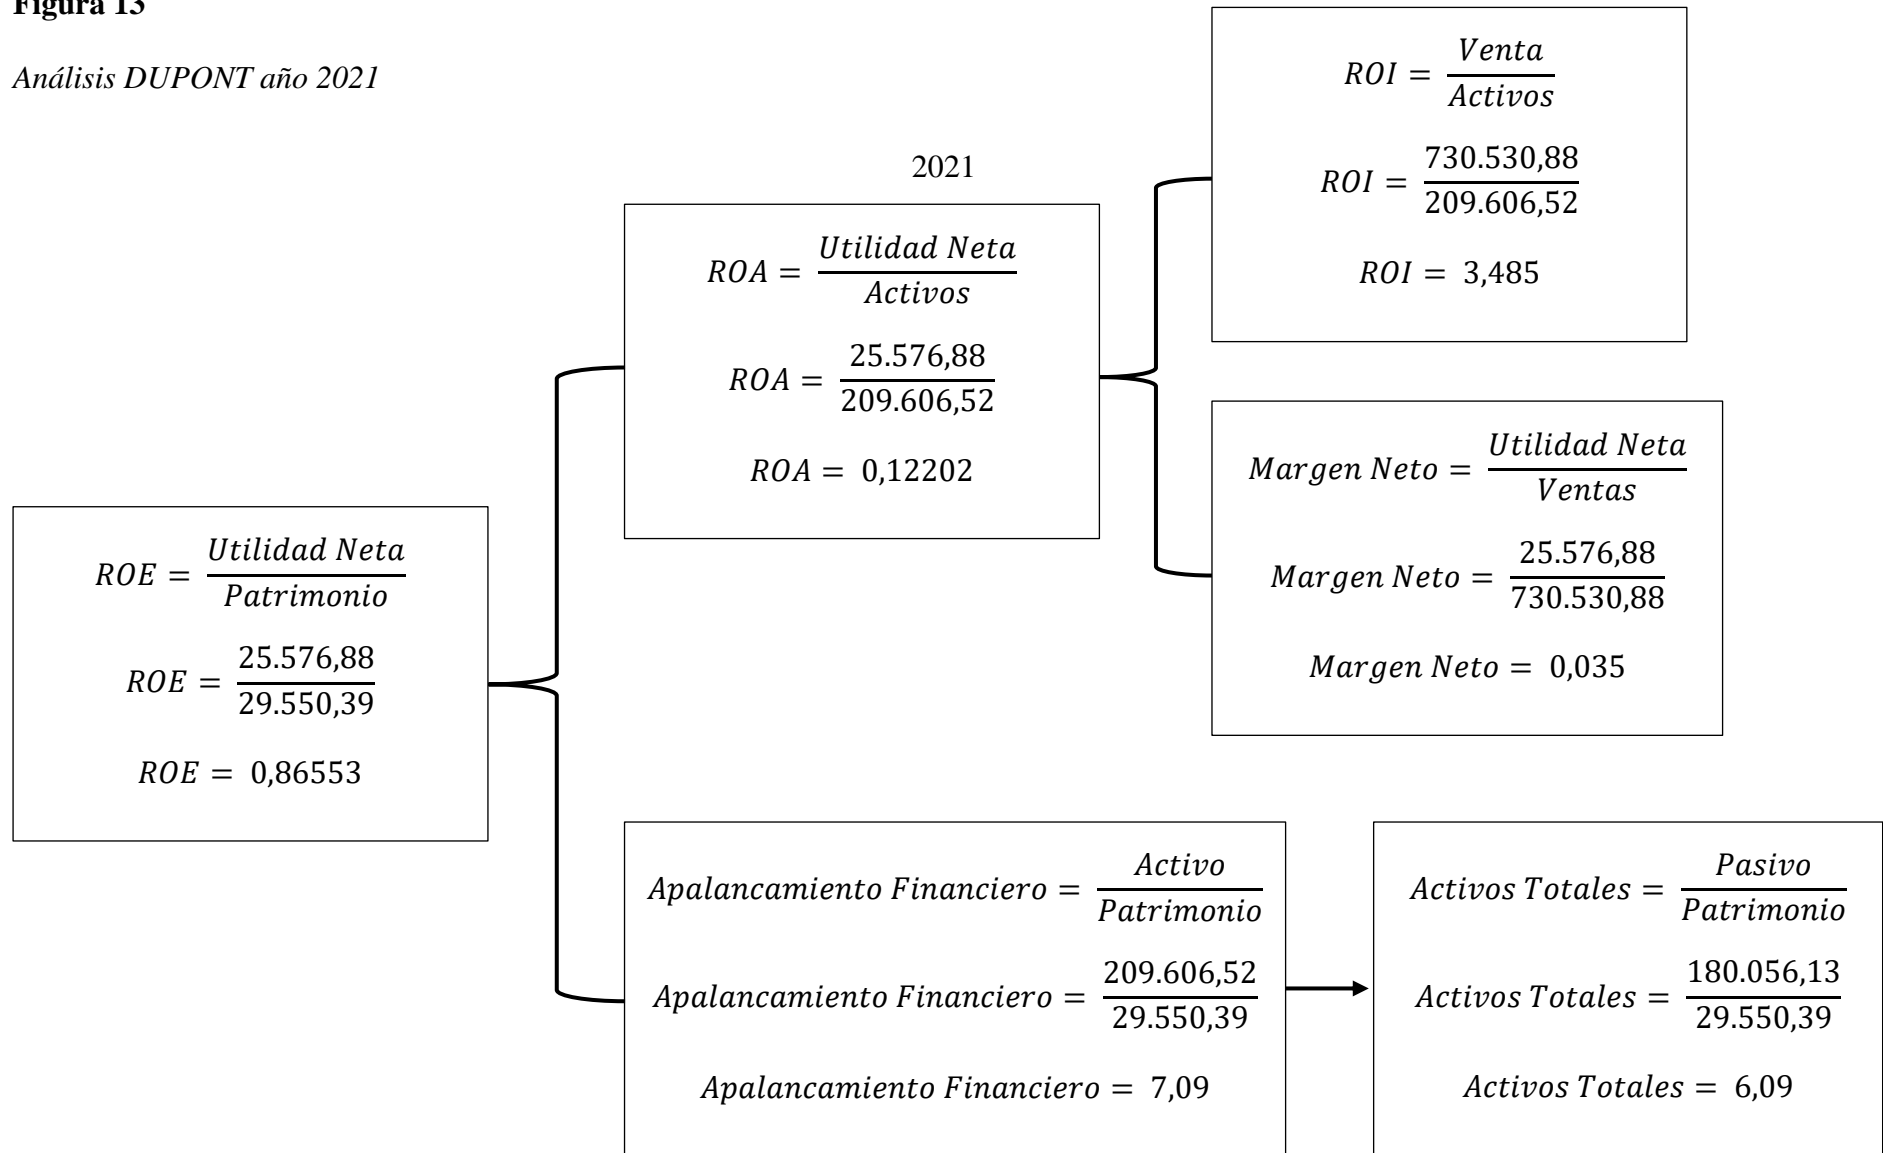 Figura 13
Análisis DUPONT año 2021
2021
ROI = Venta / Activos
ROI = 730.530,88 / 209.606,52
ROI = 3,485
ROA = Utilidad Neta / Activos
ROA = 25.576,88 / 209.606,52
ROA = 0,12202
Margen Neto = Utilidad Neta / Ventas
Margen Neto = 25.576,88 / 730.530,88
Margen Neto = 0,035
ROE = Utilidad Neta / Patrimonio
ROE = 25.576,88 / 29.550,39
ROE = 0,86553
Apalancamiento Financiero = Activo / Patrimonio
Apalancamiento Financiero = 209.606,52 / 29.550,39
Apalancamiento Financiero = 7,09
Activos Totales = Pasivo / Patrimonio
Activos Totales = 180.056,13 / 29.550,39
Activos Totales = 6,09